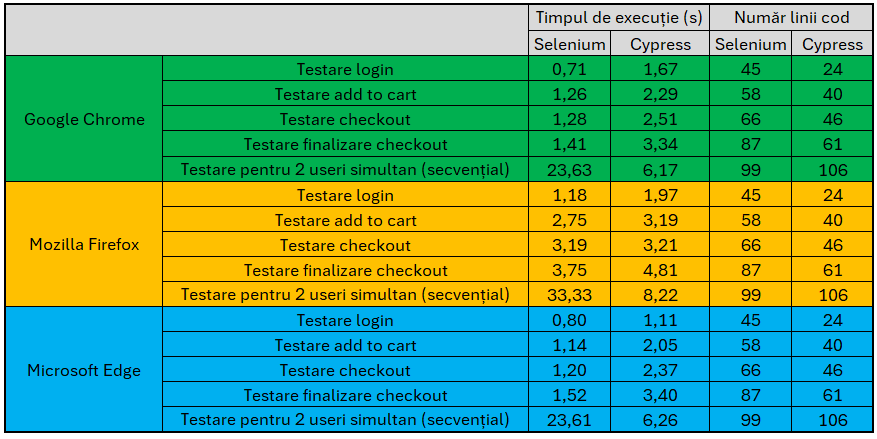 Timpul de execuție (s) Număr linii cod
Selenium Cypress Selenium Cypress
Google Chrome
Testare login 0,71 1,67 45 24
Testare add to cart 1,26 2,29 58 40
Testare checkout 1,28 2,51 66 46
Testare finalizare checkout 1,41 3,34 87 61
Testare pentru 2 useri simultan (secvențial) 23,63 6,17 99 106
Mozilla Firefox
Testare login 1,18 1,97 45 24
Testare add to cart 2,75 3,19 58 40
Testare checkout 3,19 3,21 66 46
Testare finalizare checkout 3,75 4,81 87 61
Testare pentru 2 useri simultan (secvențial) 33,33 8,22 99 106
Microsoft Edge
Testare login 0,80 1,11 45 24
Testare add to cart 1,14 2,05 58 40
Testare checkout 1,20 2,37 66 46
Testare finalizare checkout 1,52 3,40 87 61
Testare pentru 2 useri simultan (secvențial) 23,61 6,26 99 106